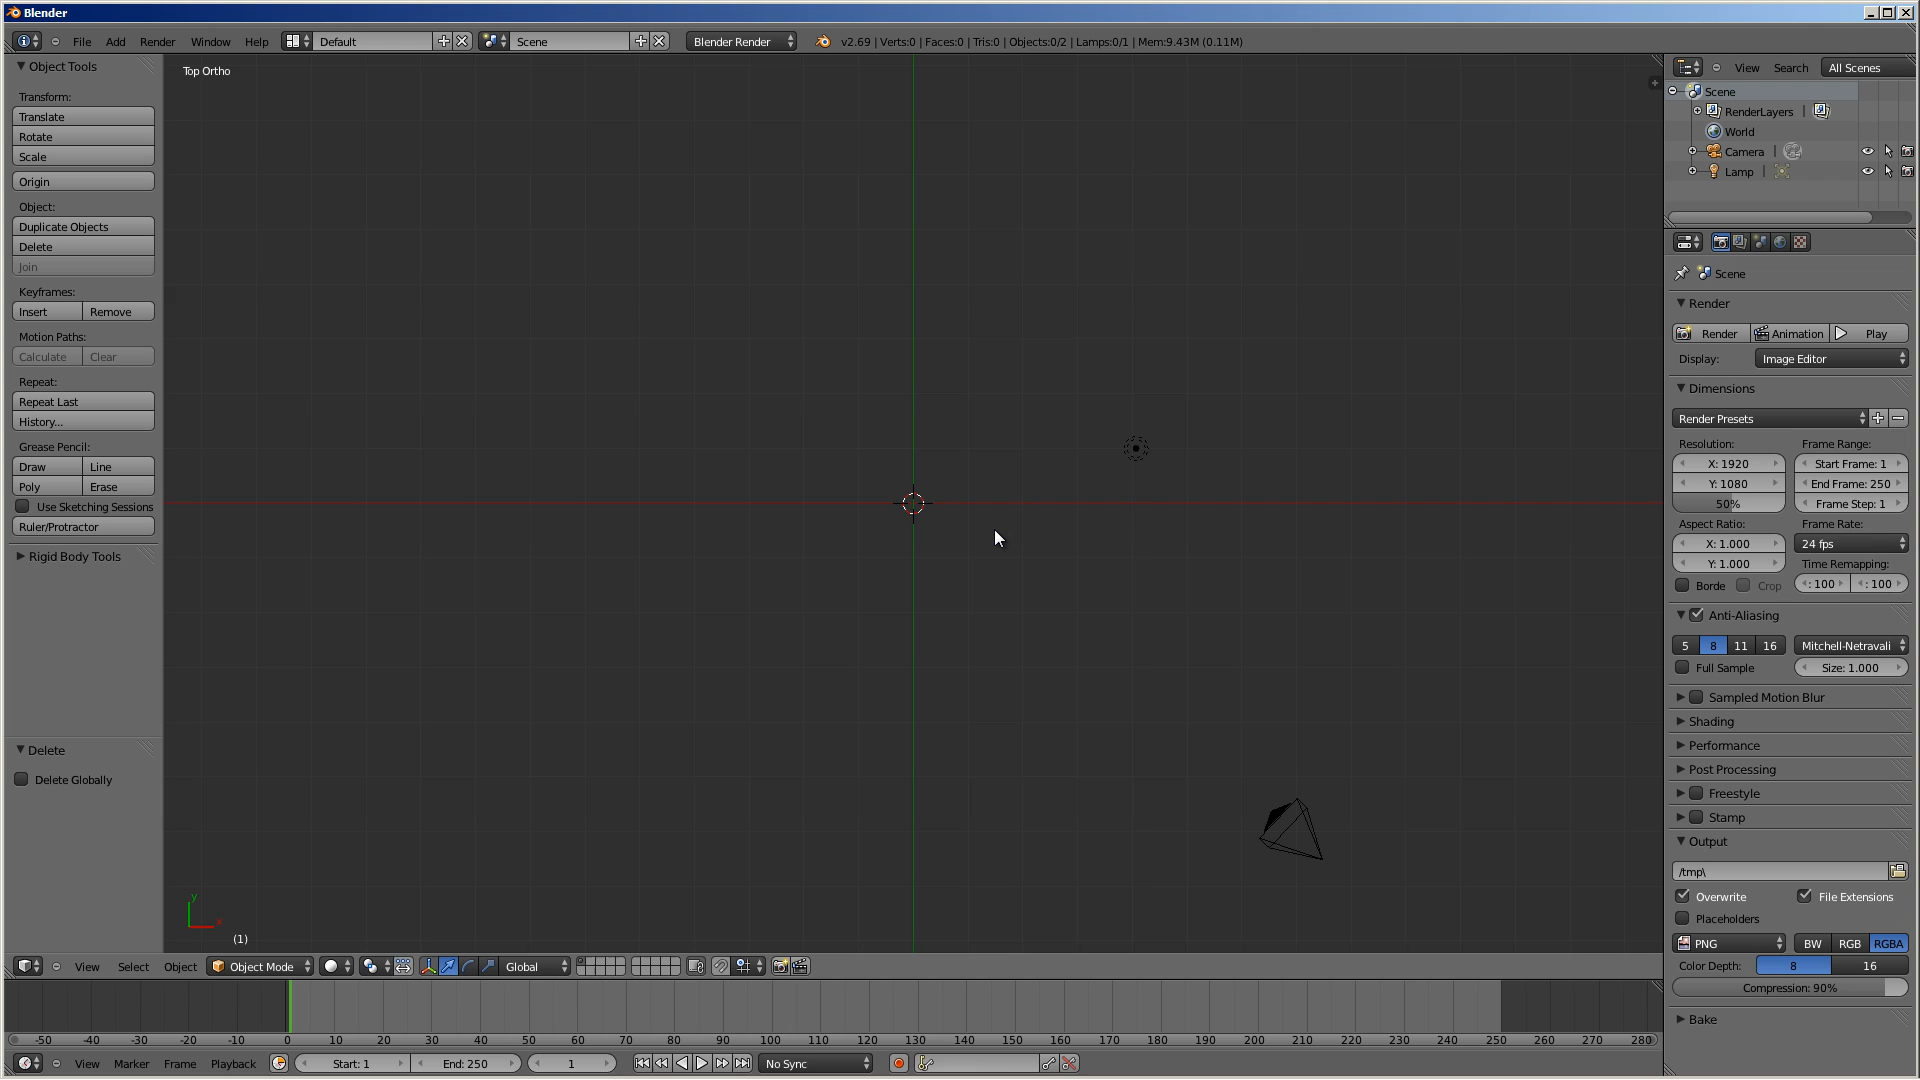 Blender
File Add Render Window Help Default Scene Blender Render v2.69 | Verts:0 | Faces:0 | Tris:0 | Objects:0/2 | Lamps:0/1 | Mem:9.43M (0.11M)
Object Tools
Transform:
Translate
Rotate
Scale
Origin
Object:
Duplicate Objects
Delete
Join
Keyframes:
Insert Remove
Motion Paths:
Calculate Clear
Repeat:
Repeat Last
History...
Grease Pencil:
Draw Line
Poly Erase
Use Sketching Sessions
Ruler/Protractor
Rigid Body Tools
Delete
Delete Globally
Top Ortho
y
x
(1)
View Select Object Object Mode Global
-50 -40 -30 -20 -10 0 10 20 30 40 50 60 70 80 90 100 110 120 130 140 150 160 170 180 190 200 210 220 230 240 250 260 270 280
View Marker Frame Playback Start: 1 End: 250 1 No Sync
View Search All Scenes
Scene
RenderLayers |
World
Camera |
Lamp |
Scene
Render
Render Animation Play
Display: Image Editor
Dimensions
Render Presets
Resolution: Frame Range:
X: 1920 Start Frame: 1
Y: 1080 End Frame: 250
50% Frame Step: 1
Aspect Ratio: Frame Rate:
X: 1.000 24 fps
Y: 1.000 Time Remapping:
Borde Crop : 100 : 100
Anti-Aliasing
5 8 11 16 Mitchell-Netravali
Full Sample Size: 1.000
Sampled Motion Blur
Shading
Performance
Post Processing
Freestyle
Stamp
Output
/tmp\
Overwrite File Extensions
Placeholders
PNG BW RGB RGBA
Color Depth: 8 16
Compression: 90%
Bake